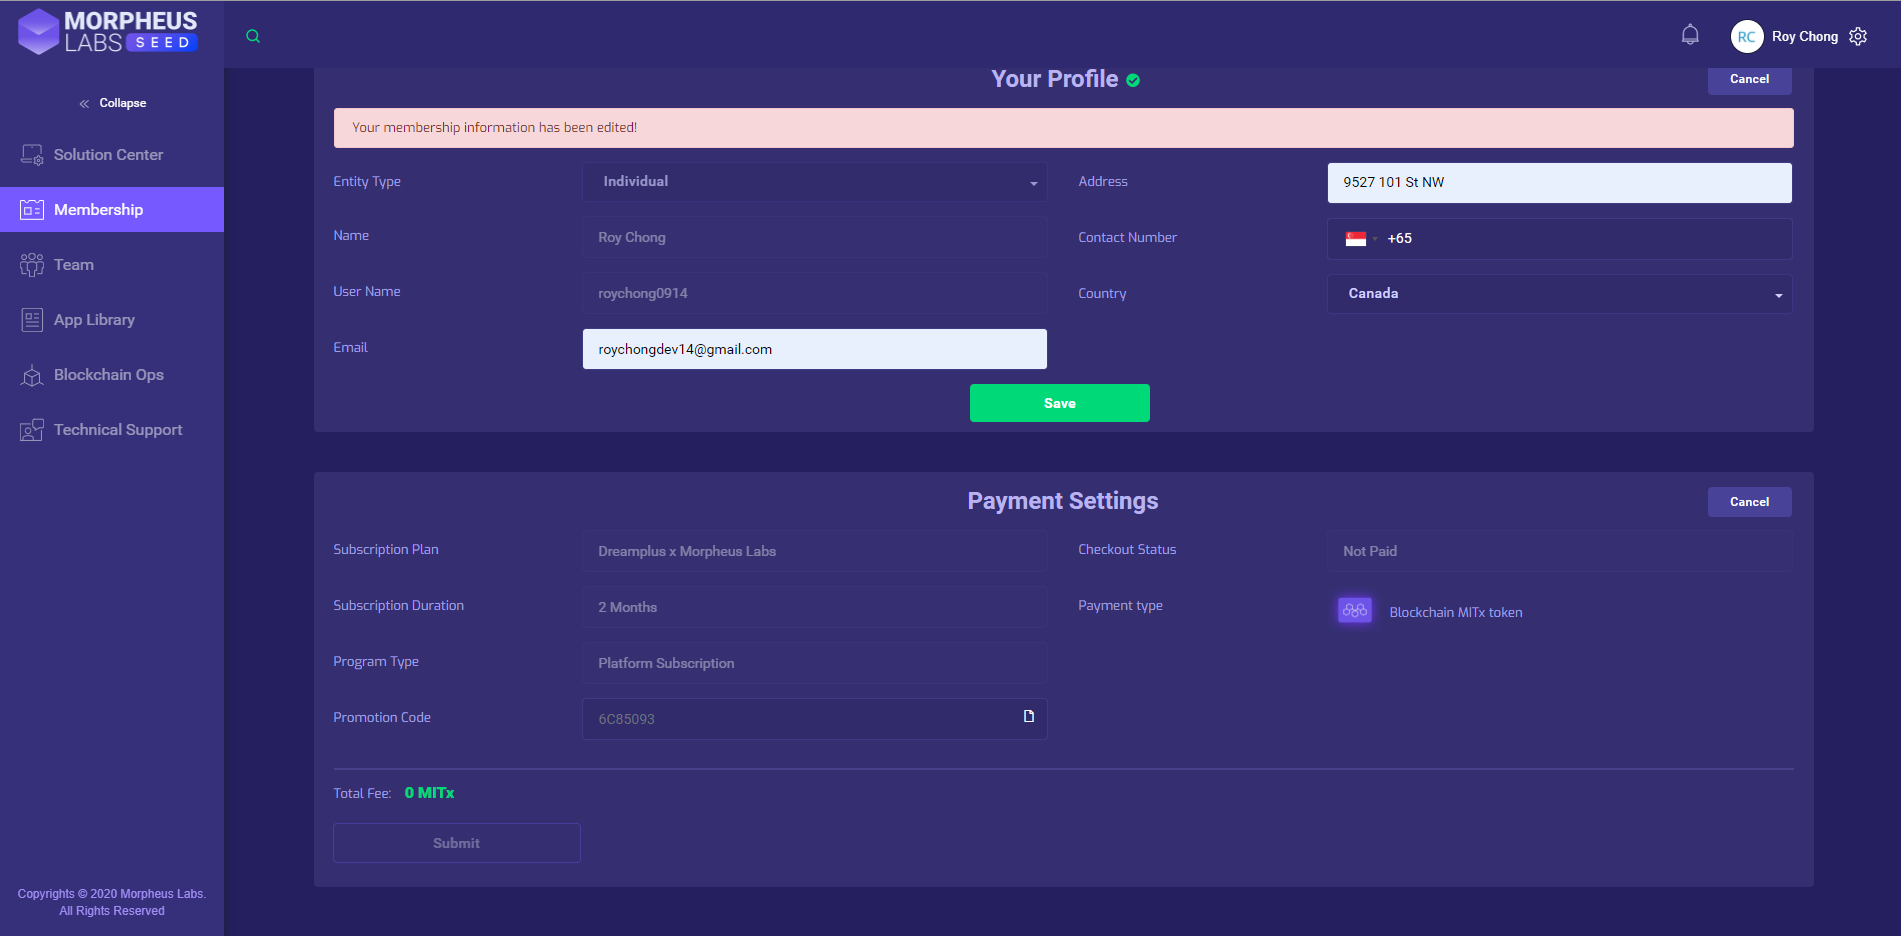 MORPHEUS
LABS SEED
RC Roy Chong
Collapse
Solution Center
Membership
Team
App Library
Blockchain Ops
Technical Support
Copyrights © 2020 Morpheus Labs.
All Rights Reserved
Your Profile
Cancel
Your membership information has been edited!
Entity Type Individual
Address 9527 101 St NW
Name Roy Chong
Contact Number +65
User Name roychong0914
Country Canada
Email roychongdev14@gmail.com
Save
Payment Settings
Cancel
Subscription Plan Dreamplus x Morpheus Labs
Checkout Status Not Paid
Subscription Duration 2 Months
Payment type Blockchain MITx token
Program Type Platform Subscription
Promotion Code 6C85093
Total Fee: 0 MITx
Submit